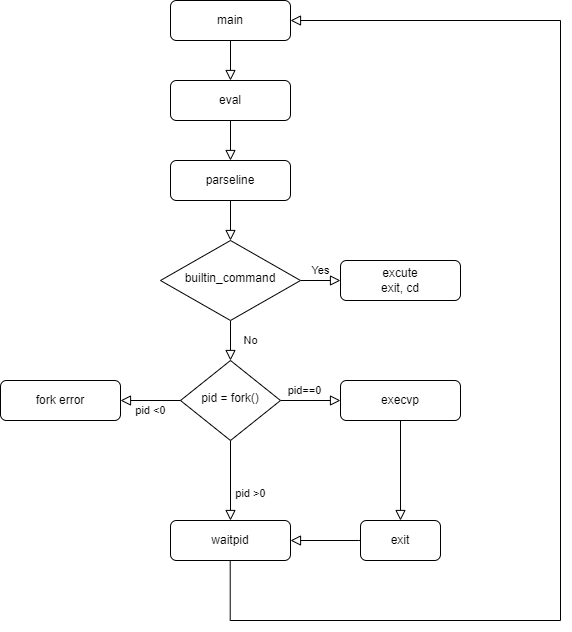 main
eval
parseline
builtin_command
Yes
excute
exit, cd
No
fork error
pid <0
pid = fork()
pid==0
execvp
pid >0
waitpid
exit